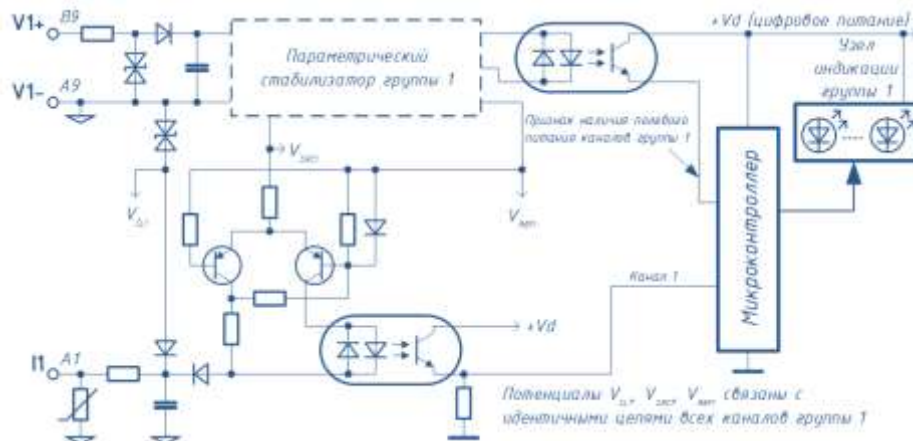 V1+ B9
+Vd (цифровое питание)
Параметрический
стабилизатор группы 1
Узел
индикации
группы 1
V1- A9
Признак наличия полевого
питания каналов группы 1
Микроконтроллер
Канал 1
+Vd
I1 A1
Потенциалы
связаны с
идентичными цепями всех каналов группы 1